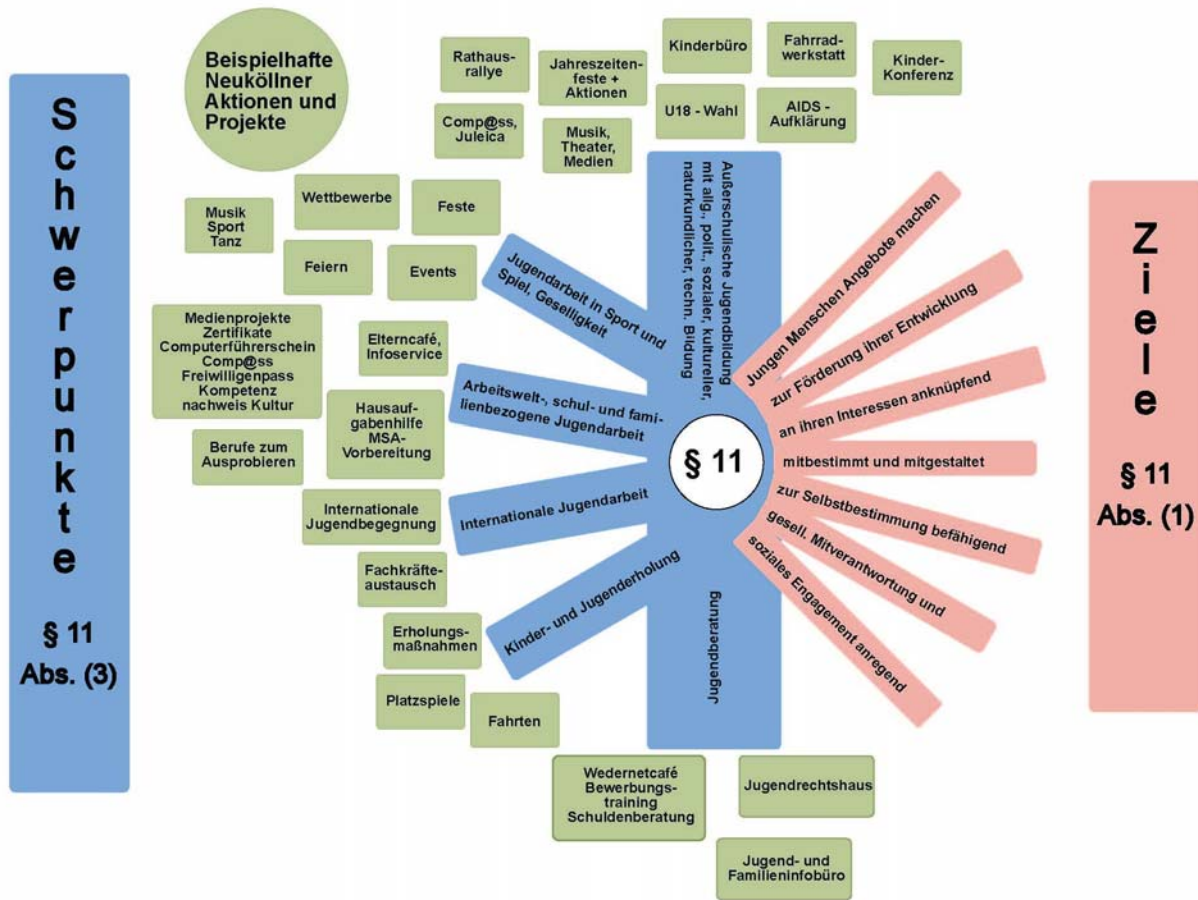 Schwerpunkte
§ 11
Abs. (3)
Beispielhafte
Neuköllner
Aktionen und
Projekte
Rathaus-
rallye
Jahreszeiten-
feste +
Aktionen
Kinderbüro
Fahrrad-
werkstatt
Kinder-
Konferenz
Comp@ss,
Juleica
Musik,
Theater,
Medien
U18 - Wahl
AIDS -
Aufklärung
Musik
Sport
Tanz
Wettbewerbe
Feste
Feiern
Events
Medienprojekte
Zertifikate
Computerführerschein
Comp@ss
Freiwilligenpass
Kompetenz
nachweis Kultur
Elterncafé,
Infoservice
Hausauf-
gabenhilfe
MSA-
Vorbereitung
Berufe zum
Ausprobieren
Internationale
Jugendbegegnung
Fachkräfte-
austausch
Erholungs-
maßnahmen
Platzspiele
Fahrten
Wedernetcafé
Bewerbungs-
training
Schuldenberatung
Jugendrechtshaus
Jugend- und
Familieninfobüro
Außerschulische Jugendbildung
mit allg., polit., sozialer, kultureller,
naturkundlicher, techn. Bildung
Jugendarbeit in Sport und
Spiel, Geselligkeit
Arbeitswelt-, schul- und fami-
lienbezogene Jugendarbeit
Internationale Jugendarbeit
Kinder- und Jugenderholung
Jugendberatung
§ 11
Jungen Menschen Angebote machen
zur Förderung ihrer Entwicklung
an ihren Interessen anknüpfend
mitbestimmt und mitgestaltet
zur Selbstbestimmung befähigend
gesell. Mitverantwortung und
soziales Engagement anregend
Ziele
§ 11
Abs. (1)